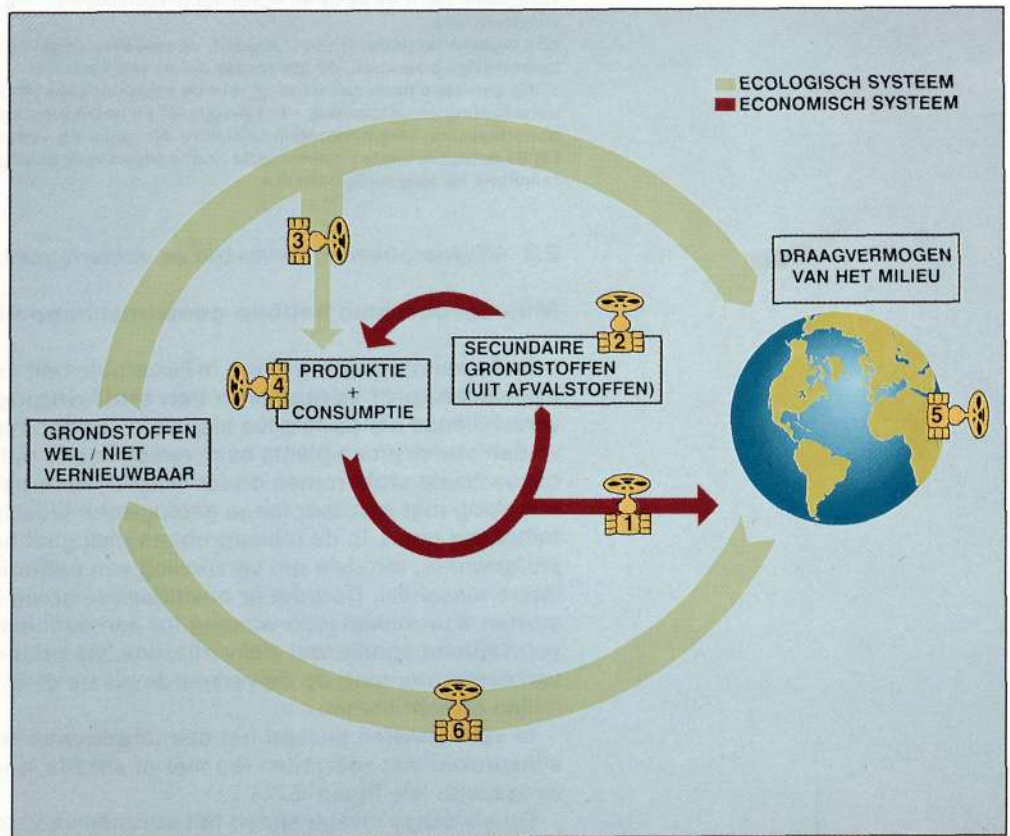 ECOLOGISCH SYSTEEM
ECONOMISCH SYSTEEM
3
DRAAGVERMOGEN
VAN HET MILIEU
2
SECUNDAIRE
GRONDSTOFFEN
(UIT AFVALSTOFFEN)
4
PRODUKTIE
+
CONSUMPTIE
5
GRONDSTOFFEN
WEL / NIET
VERNIEUWBAAR
1
6